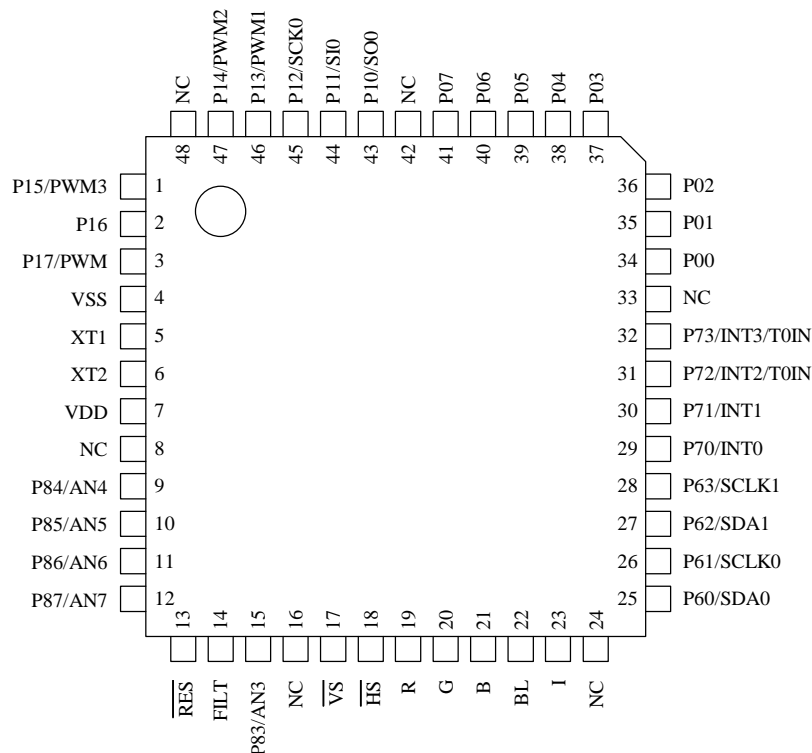 NC P14/PWM2 P13/PWM1 P12/SCK0 P11/SI0 P10/SO0 NC P07 P06 P05 P04 P03
48 47 46 45 44 43 42 41 40 39 38 37
P15/PWM3 1 36 P02
P16 2 35 P01
P17/PWM 3 34 P00
VSS 4 33 NC
XT1 5 32 P73/INT3/T0IN
XT2 6 31 P72/INT2/T0IN
VDD 7 30 P71/INT1
NC 8 29 P70/INT0
P84/AN4 9 28 P63/SCLK1
P85/AN5 10 27 P62/SDA1
P86/AN6 11 26 P61/SCLK0
P87/AN7 12 25 P60/SDA0
13 14 15 16 17 18 19 20 21 22 23 24
RES FILT P83/AN3 NC VS HS R G B BL I NC